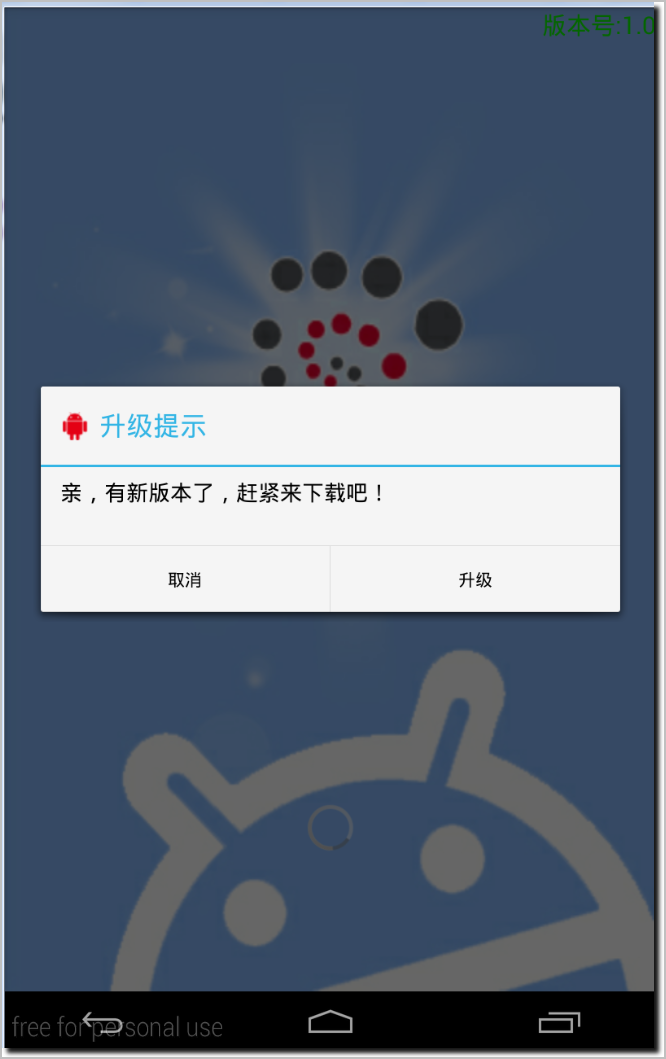 版本号:1.0
升级提示
亲，有新版本了，赶紧来下载吧！
取消
升级
free for personal use